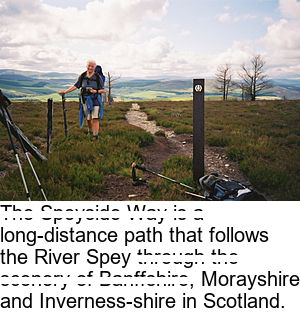 The Speyside Way is a
long-distance path that follows
the River Spey through the
scenery of Banffshire, Morayshire
and Inverness-shire in Scotland.